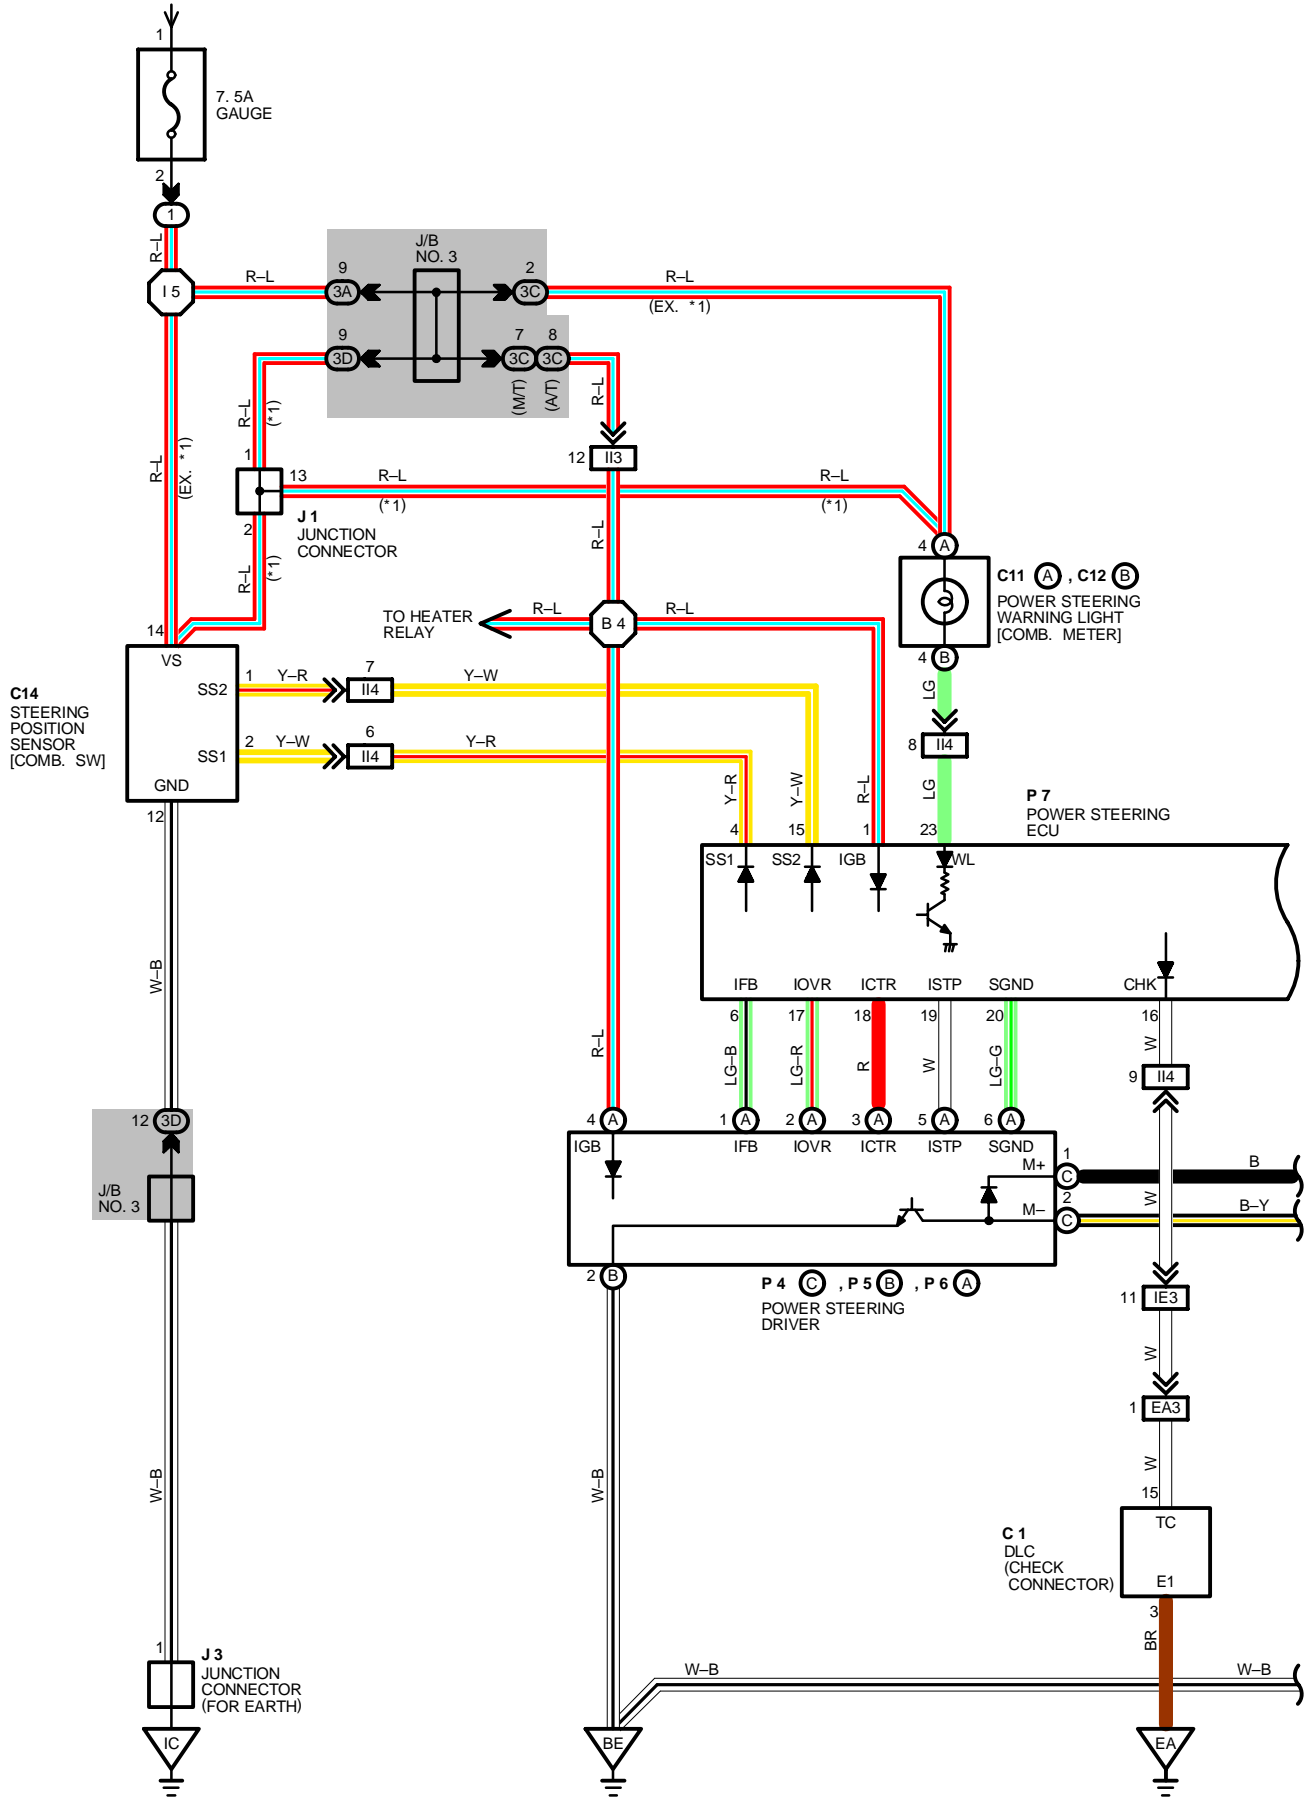 1
7. 5A
GAUGE
2
1
R–L
I 5
R–L
J/B
NO. 3
9
3A
2
3C
R–L
(EX. *1)
9
3D
7
8
3C
3C
(M/T)
(A/T)
R–L
R–L
(*1)
R–L
(EX. *1)
12
II3
1
13
R–L
(*1)
R–L
(*1)
J 1
JUNCTION
CONNECTOR
2
R–L
(*1)
R–L
4
A
C11 A , C12 B
POWER STEERING
WARNING LIGHT
[COMB. METER]
TO HEATER
RELAY
R–L
B 4
R–L
4
B
14
VS
C14
STEERING
POSITION
SENSOR
[COMB. SW]
SS2
1
Y–R
7
II4
Y–W
SS1
2
Y–W
6
II4
Y–R
GND
12
LG
8
II4
LG
Y–R
Y–W
R–L
P 7
POWER STEERING
ECU
4
15
1
23
SS1
SS2
IGB
WL
W–B
IFB
IOVR
ICTR
ISTP
SGND
CHK
6
17
18
19
20
16
R–L
LG–B
LG–R
R
W
LG–G
W
9
II4
12
3D
J/B
NO. 3
4
A
1
A
2
A
3
A
5
A
6
A
IGB
IFB
IOVR
ICTR
ISTP
SGND
M+
1
C
B
M–
2
C
B–Y
W
2
B
P 4 C , P 5 B , P 6 A
POWER STEERING
DRIVER
11
IE3
W
1
EA3
W–B
W–B
W
15
TC
C 1
DLC
(CHECK
CONNECTOR)
E1
3
BR
1
J 3
JUNCTION
CONNECTOR
(FOR EARTH)
W–B
W–B
IC
BE
EA